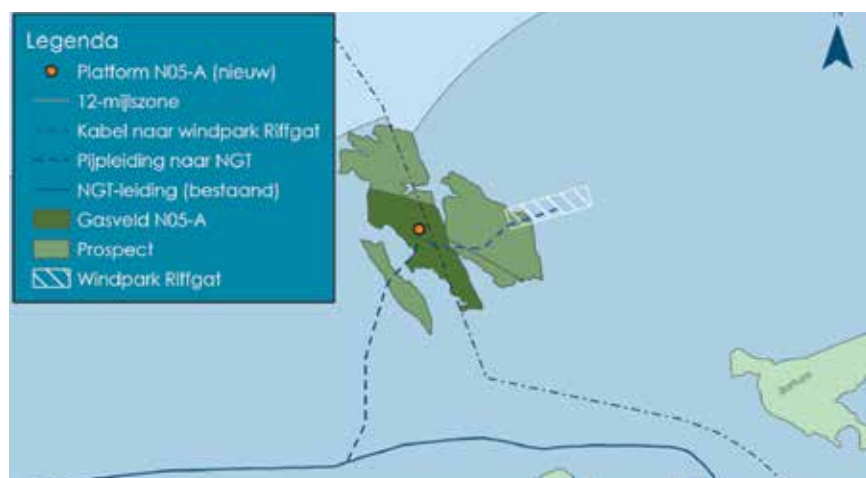 Legenda
Platform N05-A (nieuw)
12-mijlszone
Kabel naar windpark Riffgat
Pijpleiding naar NGT
NGT-leiding (bestaand)
Gasveld N05-A
Prospect
Windpark Riffgat
N
Borkum